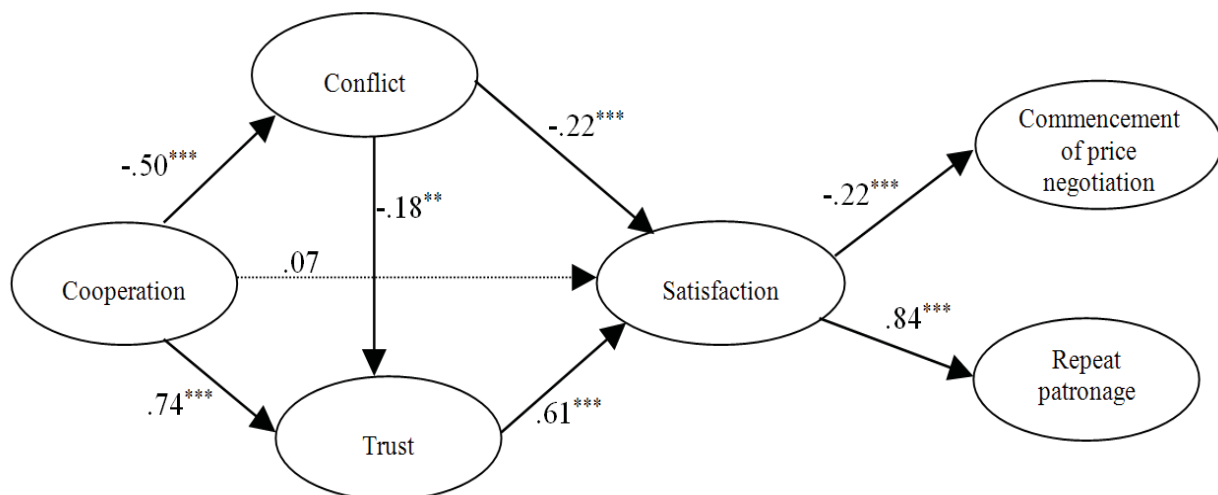 Conflict
Commencement
of price
negotiation
-.22***
-.50***
-.18**
-.22***
.07
Cooperation
Satisfaction
.84***
Repeat
patronage
.74***
.61***
Trust